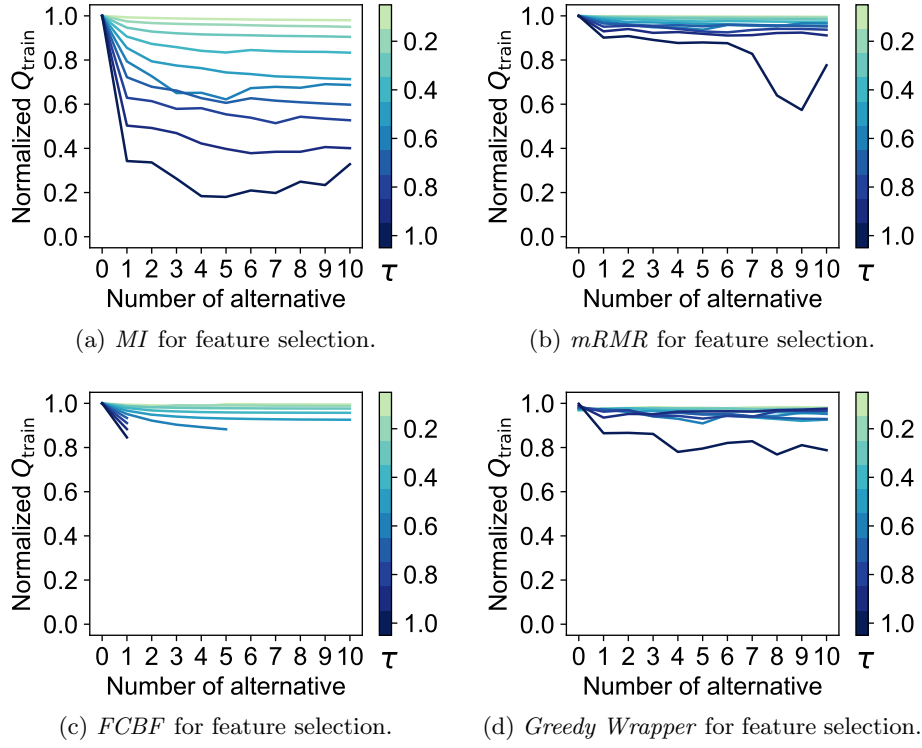 Normalized Q_train
1.0
0.8
0.6
0.4
0.2
0.0
0 1 2 3 4 5 6 7 8 9 10
Number of alternative
0.2
0.4
0.6
0.8
1.0
τ
(a) MI for feature selection.
Normalized Q_train
1.0
0.8
0.6
0.4
0.2
0.0
0 1 2 3 4 5 6 7 8 9 10
Number of alternative
0.2
0.4
0.6
0.8
1.0
τ
(b) mRMR for feature selection.
Normalized Q_train
1.0
0.8
0.6
0.4
0.2
0.0
0 1 2 3 4 5 6 7 8 9 10
Number of alternative
0.2
0.4
0.6
0.8
1.0
τ
(c) FCBF for feature selection.
Normalized Q_train
1.0
0.8
0.6
0.4
0.2
0.0
0 1 2 3 4 5 6 7 8 9 10
Number of alternative
0.2
0.4
0.6
0.8
1.0
τ
(d) Greedy Wrapper for feature selection.